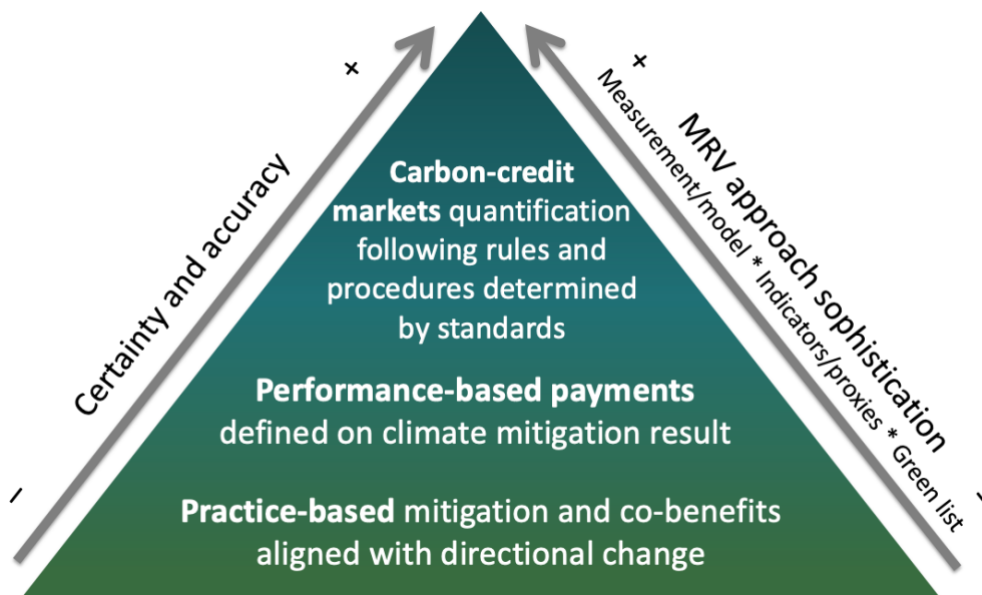 +
+
Certainty and accuracy
MRV approach sophistication
Measurement/model * Indicators/proxies * Green list
Carbon-credit
markets quantification
following rules and
procedures determined
by standards
Performance-based payments
defined on climate mitigation result
Practice-based mitigation and co-benefits
aligned with directional change
–
–